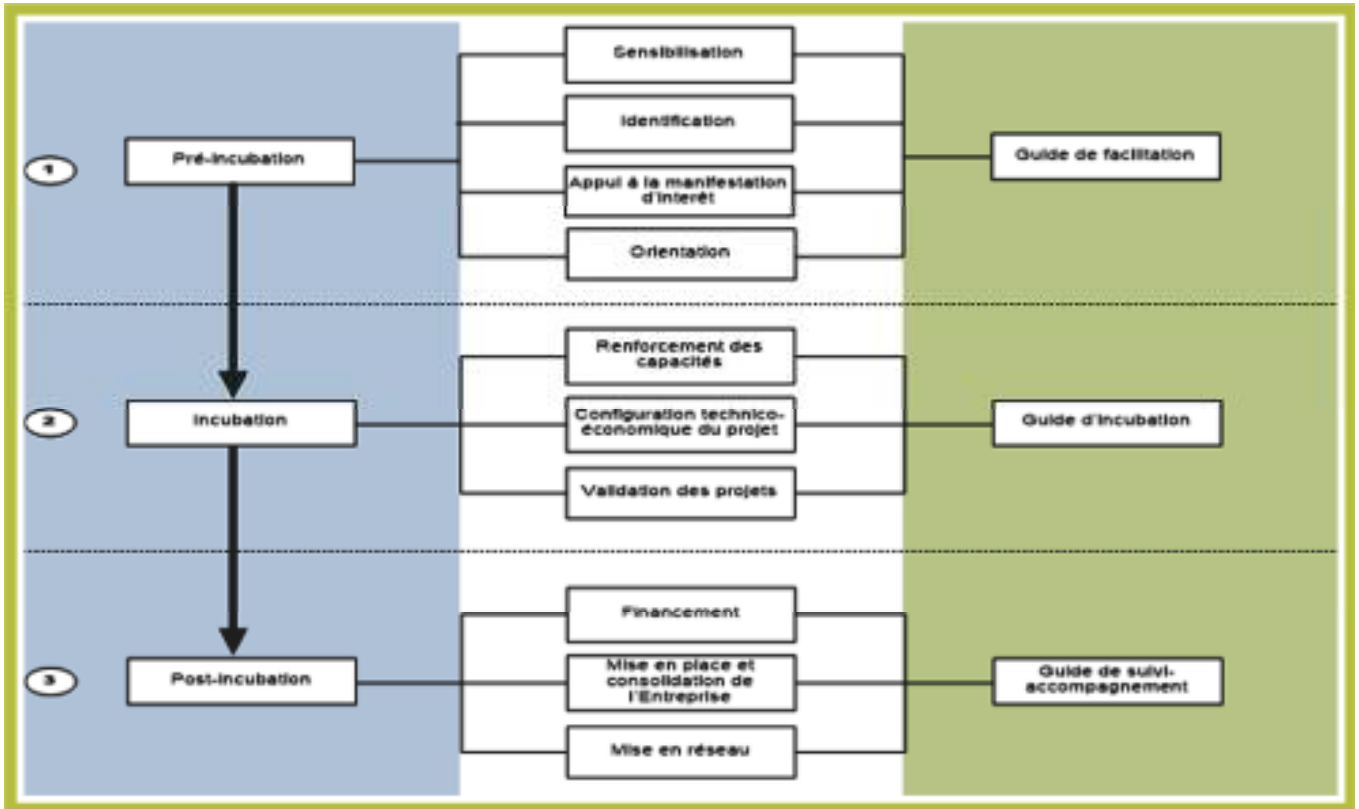 Sensibilisation
Identification
1
Pré-incubation
Guide de facilitation
Appui à la manifestation
d'interêt
Orientation
Renforcement des
capacités
2
Incubation
Configuration technico-
économique du projet
Guide d'incubation
Validation des projets
Financement
3
Post-incubation
Mise en place et
consolidation de
l'Entreprise
Guide de suivi-
accompagnement
Mise en réseau